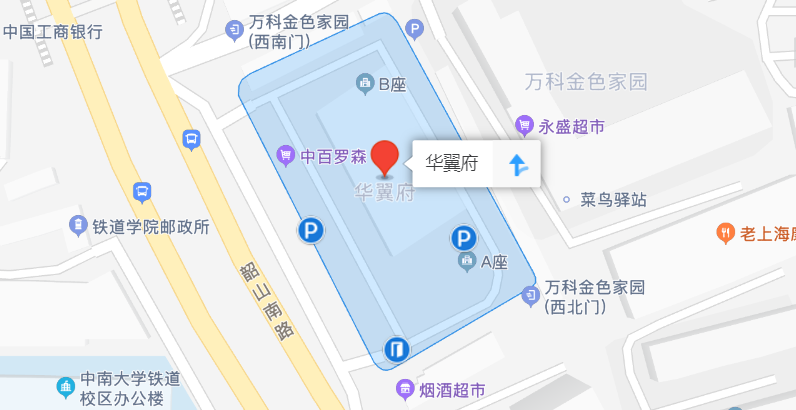 中国工商银行
万科金色家园
(西南门)
P
B座
万科金色家园
永盛超市
中百罗森
华翼府
华翼府
菜鸟驿站
铁道学院邮政所
P
P
老上海
A座
韶山南路
万科金色家园
(西北门)
中南大学铁道
校区办公楼
烟酒超市